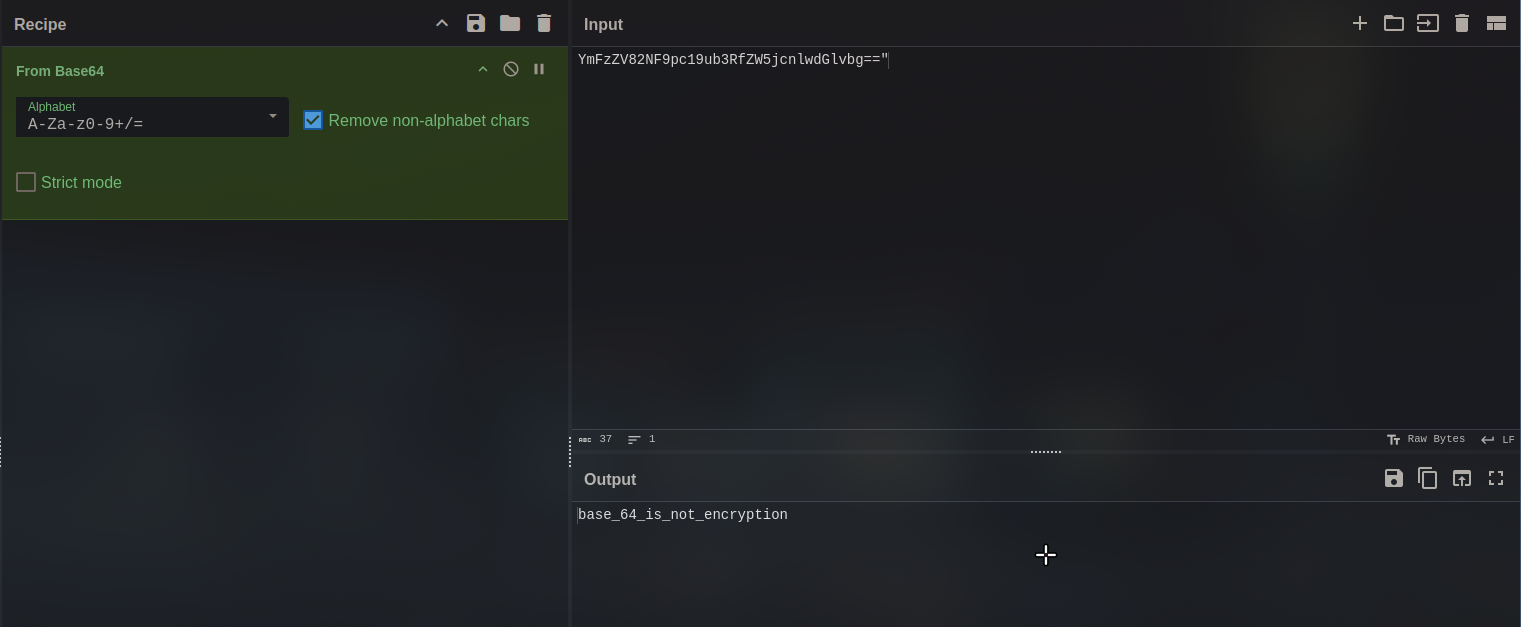 Recipe
From Base64
Alphabet
A-Za-z0-9+/=
Remove non-alphabet chars
Strict mode
Input
YmFzZV82NF9pc19ub3RfZW5jcnlwdGlvbg=="
ABC 37 1
Raw Bytes LF
Output
base_64_is_not_encryption